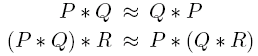 P ∗ Q ≈ Q ∗ P
(P ∗ Q) ∗ R ≈ P ∗ (Q ∗ R)